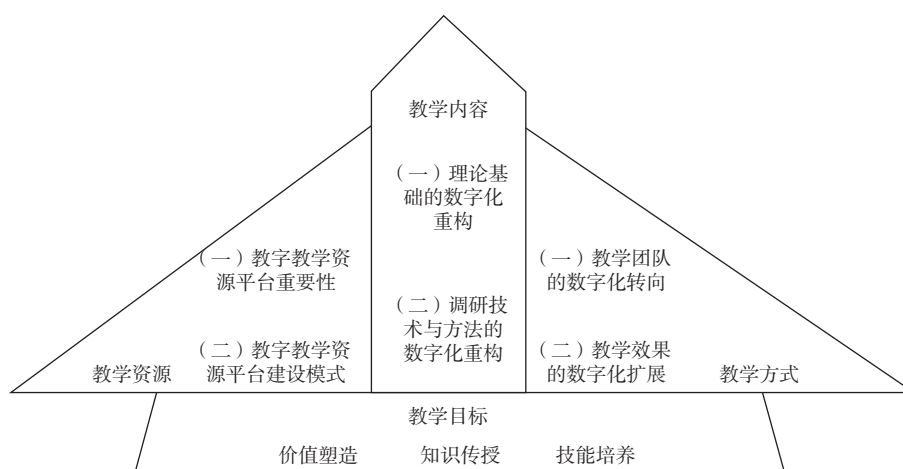 教学内容
（一）理论基
础的数字化
重构
（二）调研技
术与方法的
数字化重构
（一）教字教学资
源平台重要性
（二）教字教学资
源平台建设模式
教学资源
（一）教学团队
的数字化转向
（二）教学效果
的数字化扩展
教学方式
教学目标
价值塑造 知识传授 技能培养